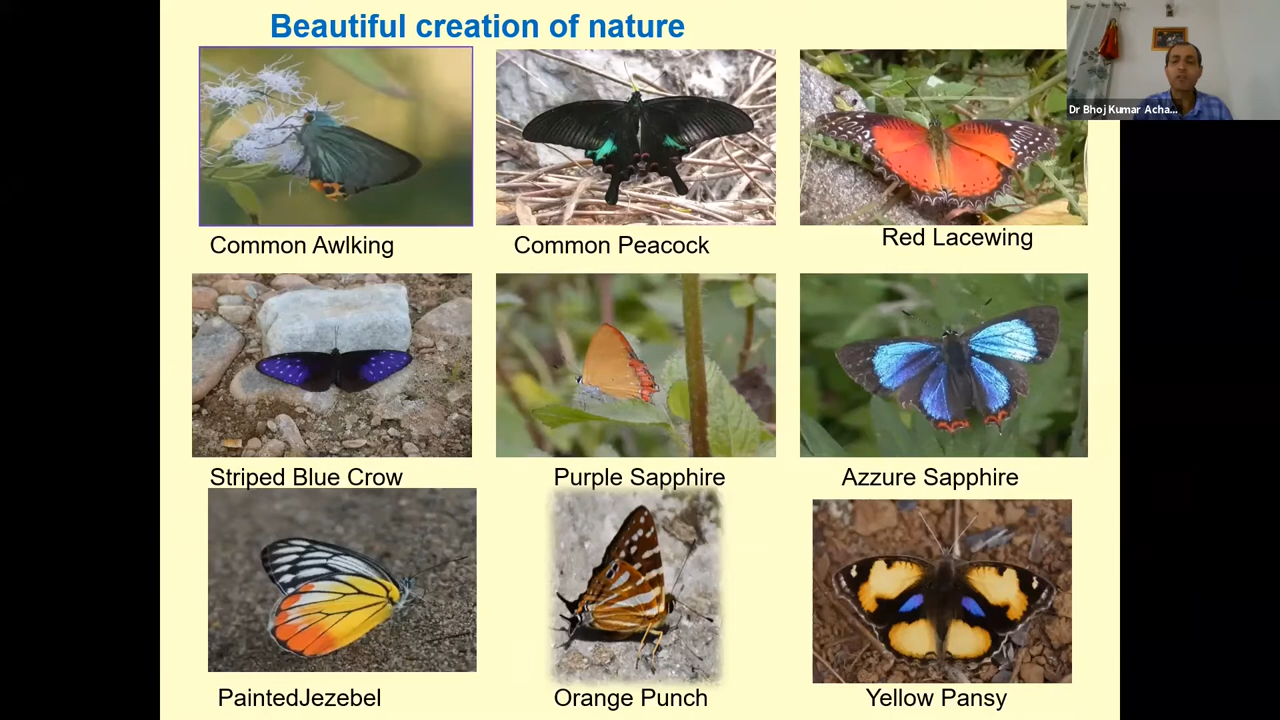 Beautiful creation of nature
Dr Bhoj Kumar Acha...
Common Awlking
Common Peacock
Red Lacewing
Striped Blue Crow
Purple Sapphire
Azzure Sapphire
PaintedJezebel
Orange Punch
Yellow Pansy